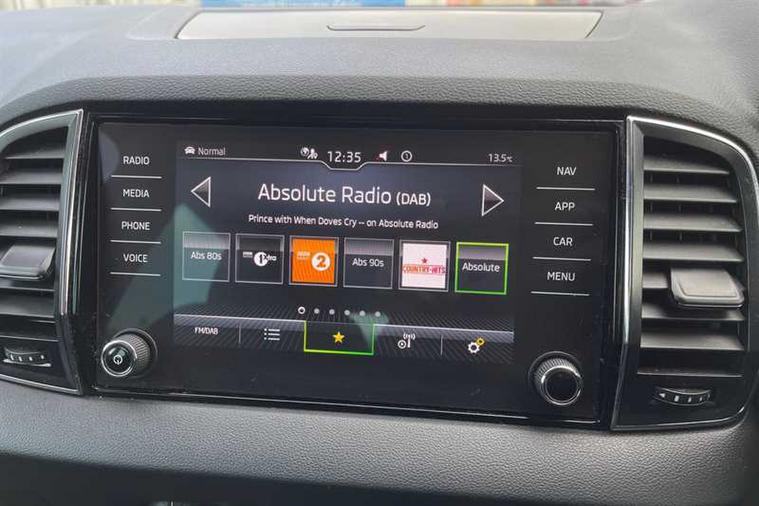 Normal 12:35 13.5°C
RADIO
MEDIA
PHONE
VOICE
Absolute Radio (DAB)
Prince with When Doves Cry -- on Absolute Radio
Abs 80s
1Xtra
2
Abs 90s
COUNTRY HITS
Absolute
FM/DAB
NAV
APP
CAR
MENU